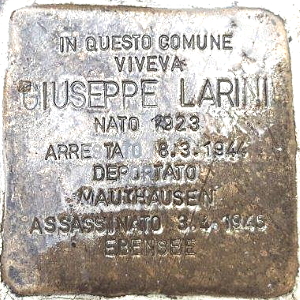 IN QUESTO COMUNE
VIVEVA
GIUSEPPE LARINI
NATO 1923
ARRESTATO 8.3.1944
DEPORTATO
MAUTHAUSEN
ASSASSINATO 3.4.1945
EBENSEE